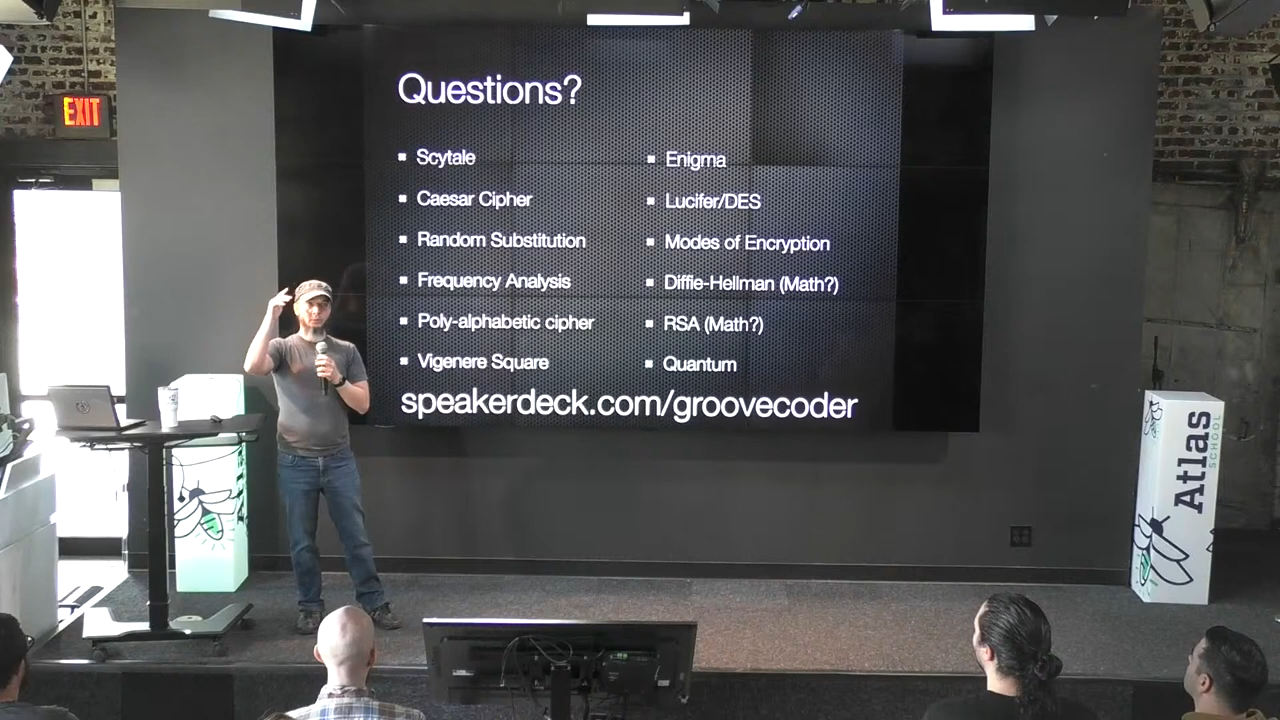 EXIT
Questions?
Scytale
Caesar Cipher
Random Substitution
Frequency Analysis
Poly-alphabetic cipher
Vigenere Square
Enigma
Lucifer/DES
Modes of Encryption
Diffie-Hellman (Math?)
RSA (Math?)
Quantum
speakerdeck.com/groovecoder
Atlas
SCHOOL